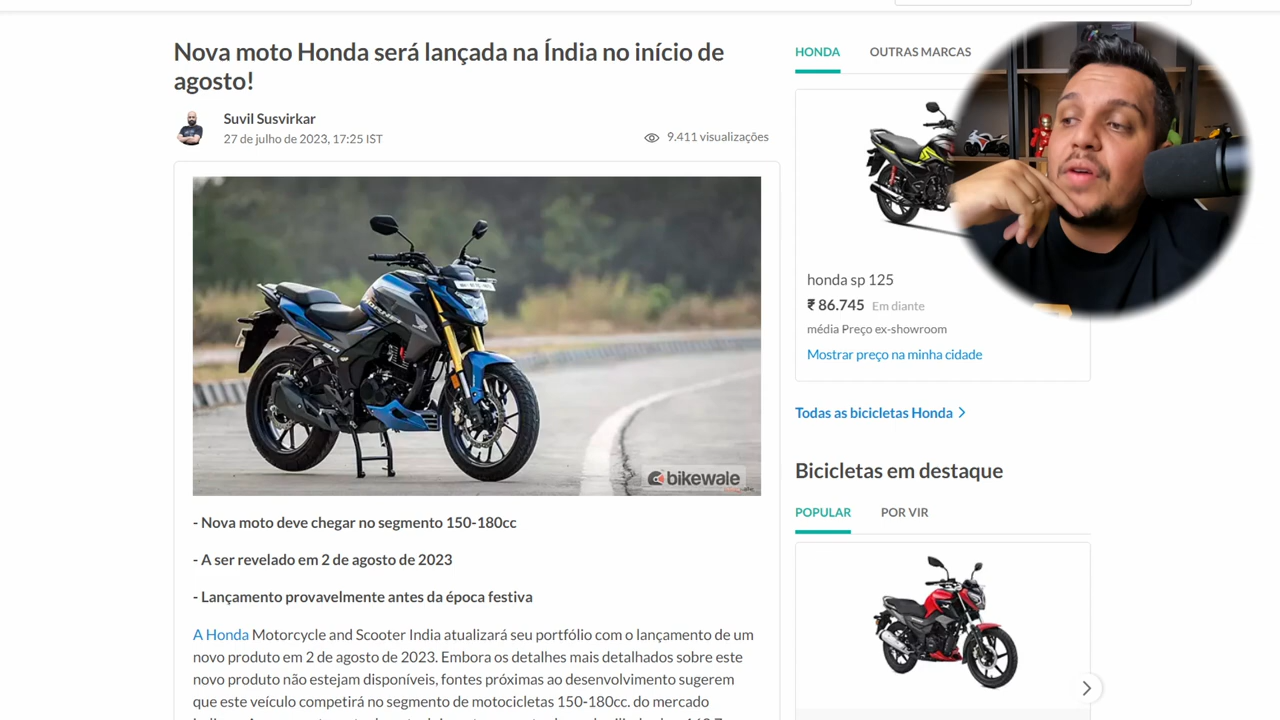 Nova moto Honda será lançada na Índia no início de
agosto!
Suvil Susvirkar
27 de julho de 2023, 17:25 IST
9.411 visualizações
HORNET
bikewale
- Nova moto deve chegar no segmento 150-180cc
- A ser revelado em 2 de agosto de 2023
- Lançamento provavelmente antes da época festiva
A Honda Motorcycle and Scooter India atualizará seu portfólio com o lançamento de um
novo produto em 2 de agosto de 2023. Embora os detalhes mais detalhados sobre este
novo produto não estejam disponíveis, fontes próximas ao desenvolvimento sugerem
que este veículo competirá no segmento de motocicletas 150-180cc. do mercado
HONDA
OUTRAS MARCAS
honda sp 125
₹ 86.745 Em diante
média Preço ex-showroom
Mostrar preço na minha cidade
Todas as bicicletas Honda
Bicicletas em destaque
POPULAR
POR VIR